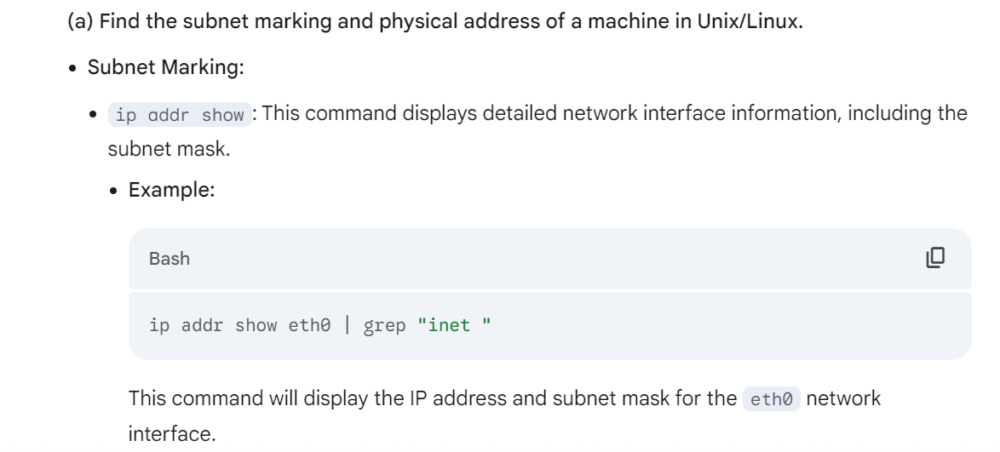 (a) Find the subnet marking and physical address of a machine in Unix/Linux.
• Subnet Marking:
• ip addr show: This command displays detailed network interface information, including the
subnet mask.
• Example:
Bash
ip addr show eth0 | grep "inet "
This command will display the IP address and subnet mask for the eth0 network
interface.